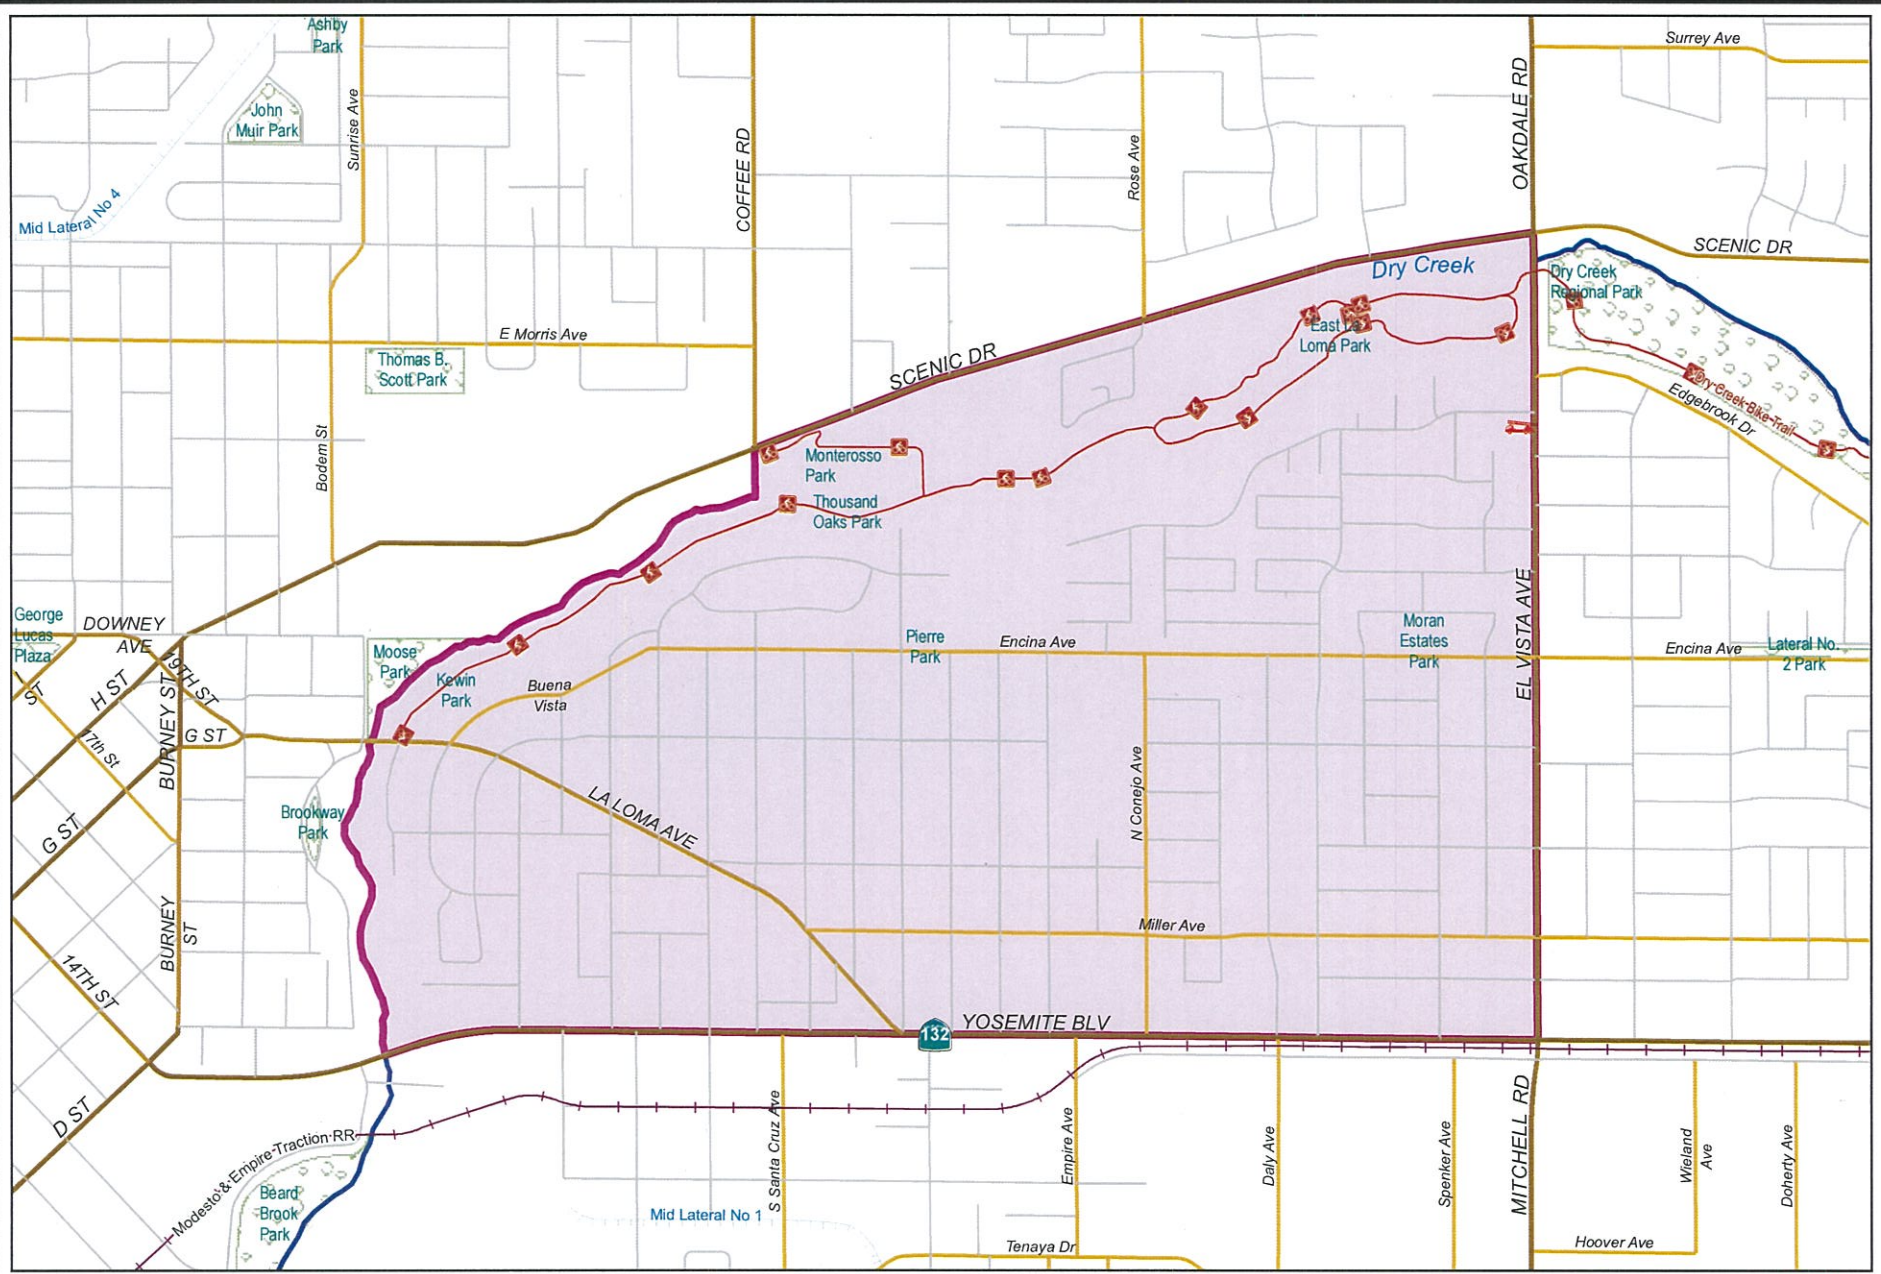 Ashby
Park
Surrey Ave
John
Muir Park
Sunrise Ave
COFFEE RD
Rose Ave
OAKDALE RD
Mid Lateral No 4
SCENIC DR
Dry Creek
Dry Creek
Regional Park
E Morris Ave
East La
Loma Park
Thomas B.
Scott Park
SCENIC DR
Dry-Creek-Bike-Trail
Edgebrook Dr
Bodem St
Monterosso
Park
Thousand
Oaks Park
George
Lucas
Plaza
DOWNEY
AVE
19TH ST
H ST
I
ST
17th St
BURNEY ST
G ST
Moose
Park
Kewin
Park
Buena
Vista
Pierre
Park
Encina Ave
Moran
Estates
Park
EL VISTA AVE
Encina Ave
Lateral No.
2 Park
G ST
Brookway
Park
LA LOMA AVE
N Conejo Ave
Miller Ave
BURNEY
ST
14TH ST
132
YOSEMITE BLV
D ST
Modesto & Empire-Traction-RR
Beard
Brook
Park
S Santa Cruz Ave
Mid Lateral No 1
Empire Ave
Tenaya Dr
Daly Ave
Spenker Ave
MITCHELL RD
Wieland
Ave
Doherty Ave
Hoover Ave